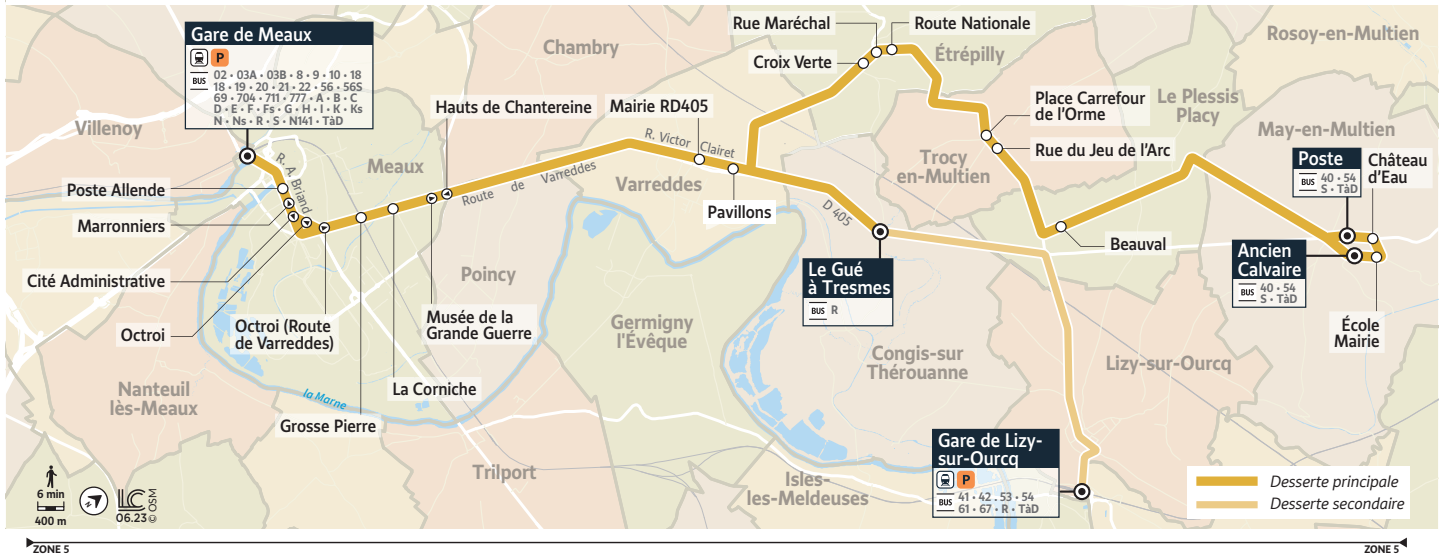 Gare de Meaux
P
BUS
02 • 03A • 03B • 8 • 9 • 10 • 18
18 • 19 • 20 • 21 • 22 • 56 • 56S
69 • 704 • 711 • 777 • A • B • C
D • E • F • Fs • G • H • I • K • Ks
N • Ns • R • S • N141 • TàD
Villenoy
Chambry
Meaux
Hauts de Chantereine
Mairie RD405
Rue Maréchal
Route Nationale
Croix Verte
Étrépilly
Rosoy-en-Multien
Place Carrefour
de l'Orme
Le Plessis
Placy
May-en-Multien
Rue du Jeu de l'Arc
Trocy
en-Multien
Poste
BUS
40 • 54
S • TàD
Château
d'Eau
R. A. Briand
Route de Varreddes
R. Victor Clairet
Varreddes
Pavillons
D 405
Poste Allende
Marronniers
Cité Administrative
Octroi
Octroi (Route
de Varreddes)
Poincy
Musée de la
Grande Guerre
La Corniche
Grosse Pierre
Germigny
l'Évêque
Le Gué
à Tresmes
BUS
R
Beauval
Ancien
Calvaire
BUS
40 • 54
S • TàD
École
Mairie
Congis-sur
Thérouanne
Lizy-sur-Ourcq
Nanteuil
lès-Meaux
la Marne
Trilport
Isles-
les-Meldeuses
Gare de Lizy-
sur-Ourcq
P
BUS
41 • 42 • 53 • 54
61 • 67 • R • TàD
Desserte principale
Desserte secondaire
6 min
400 m
LC
06.23
© OSM
ZONE 5
ZONE 5